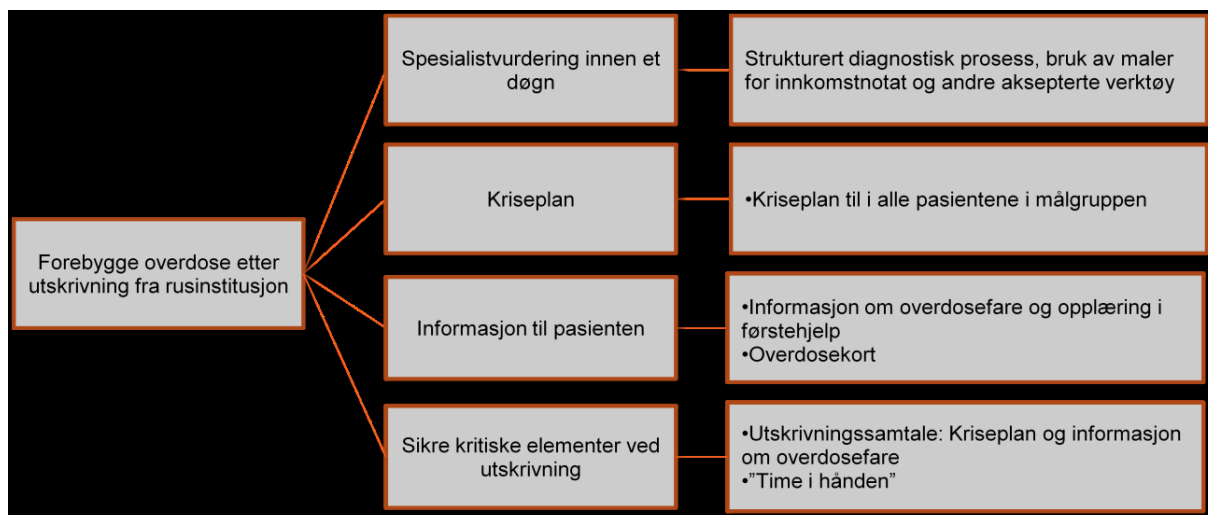 Spesialistvurdering innen et
døgn
Strukturert diagnostisk prosess, bruk av maler
for innkomstnotat og andre aksepterte verktøy
Kriseplan
•Kriseplan til i alle pasientene i målgruppen
Forebygge overdose etter
utskrivning fra rusinstitusjon
Informasjon til pasienten
•Informasjon om overdosefare og opplæring i
førstehjelp
•Overdosekort
Sikre kritiske elementer ved
utskrivning
•Utskrivningssamtale: Kriseplan og informasjon
om overdosefare
•”Time i hånden”